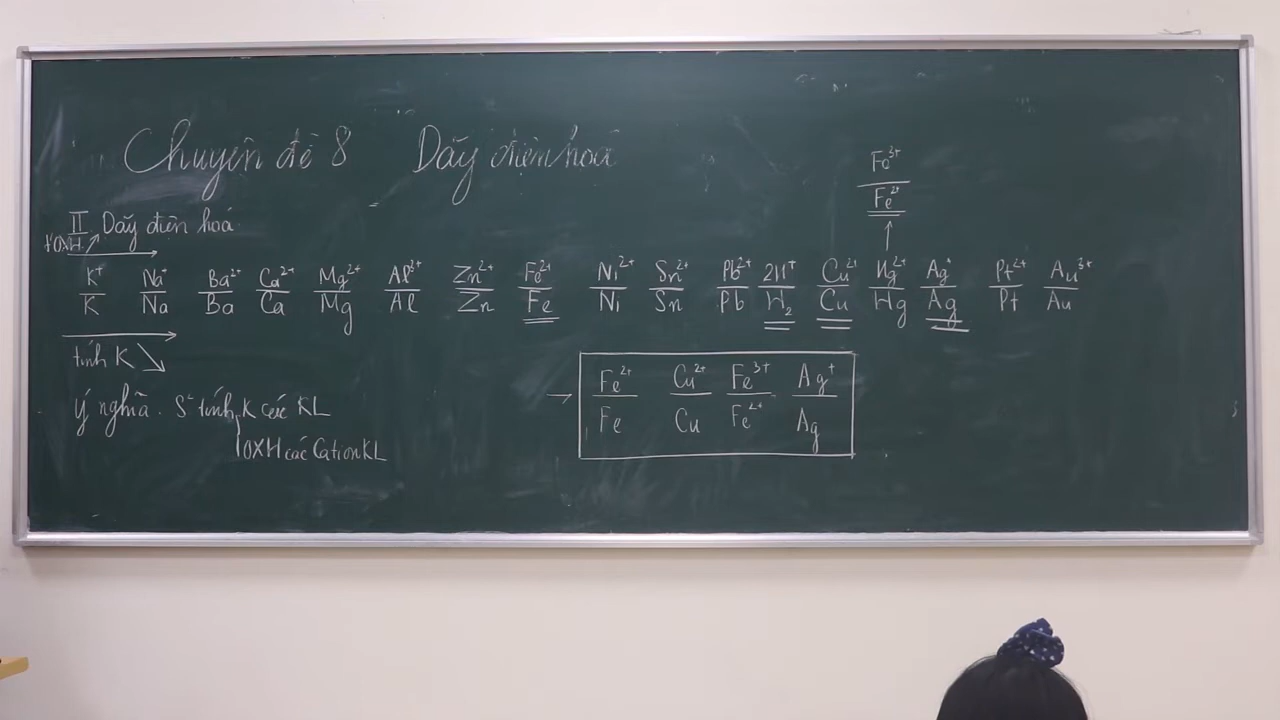 Chuyên đề 8 Dãy điện hoá
II Dãy điện hoá
Fe³⁺/Fe²⁺
↑
OXH ↗
K⁺/K Na⁺/Na Ba²⁺/Ba Ca²⁺/Ca Mg²⁺/Mg Al³⁺/Al Zn²⁺/Zn Fe²⁺/Fe Ni²⁺/Ni Sn²⁺/Sn Pb²⁺/Pb 2H⁺/H₂ Cu²⁺/Cu Hg²⁺/Hg Ag⁺/Ag Pt²⁺/Pt Au³⁺/Au
tính K ↘
→ Fe²⁺/Fe Cu²⁺/Cu Fe³⁺/Fe²⁺ Ag⁺/Ag
Ý nghĩa. S² tính K các KL
OXH các Cation KL